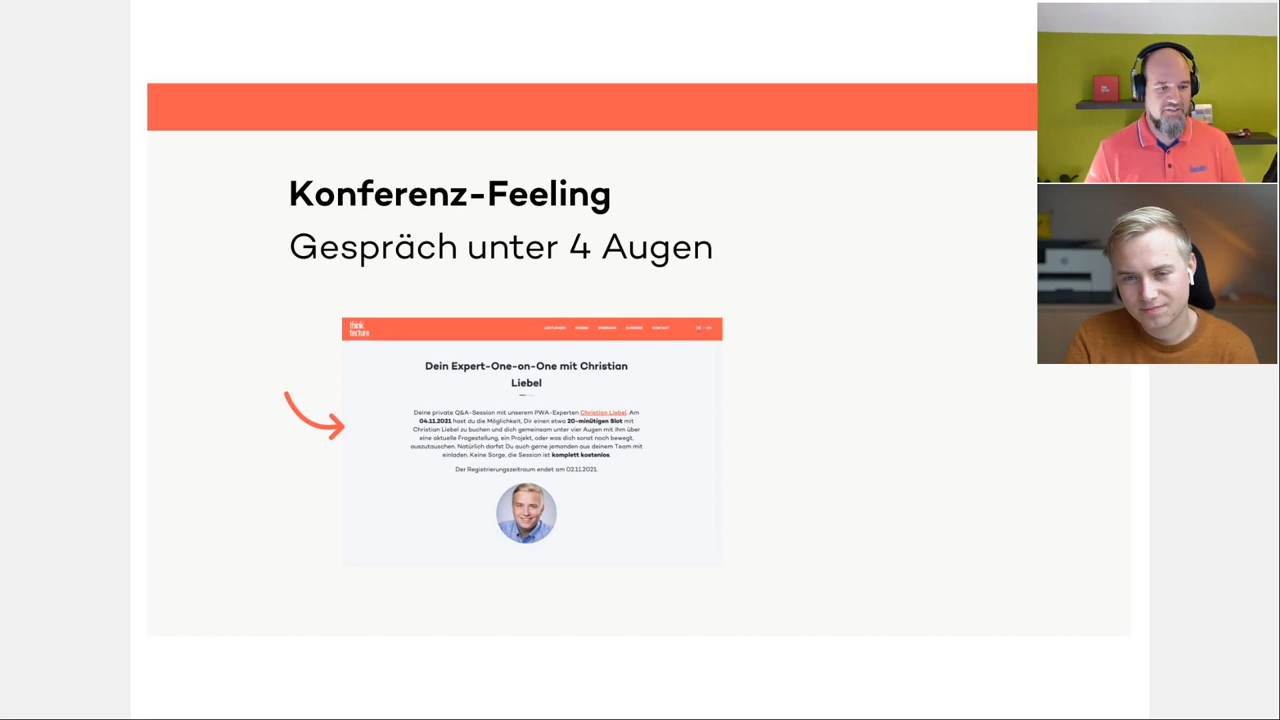 Konferenz-Feeling
Gespräch unter 4 Augen
think
tecture
KARRIERE
KONTAKT
DE | EN
Dein Expert-One-on-One mit Christian
Liebel
Deine private Q&A-Session mit unserem PWA-Experten Christian Liebel. Am
04.11.2021 hast du die Möglichkeit, Dir einen etwa 20-minütigen Slot mit
Christian Liebel zu buchen und dich gemeinsam unter vier Augen mit ihm über
eine aktuelle Fragestellung, ein Projekt, oder was dich sonst noch bewegt,
auszutauschen. Natürlich darfst Du auch gerne jemanden aus deinem Team mit
einladen. Keine Sorge, die Session ist komplett kostenlos.
Der Registrierungszeitraum endet am 02.11.2021.